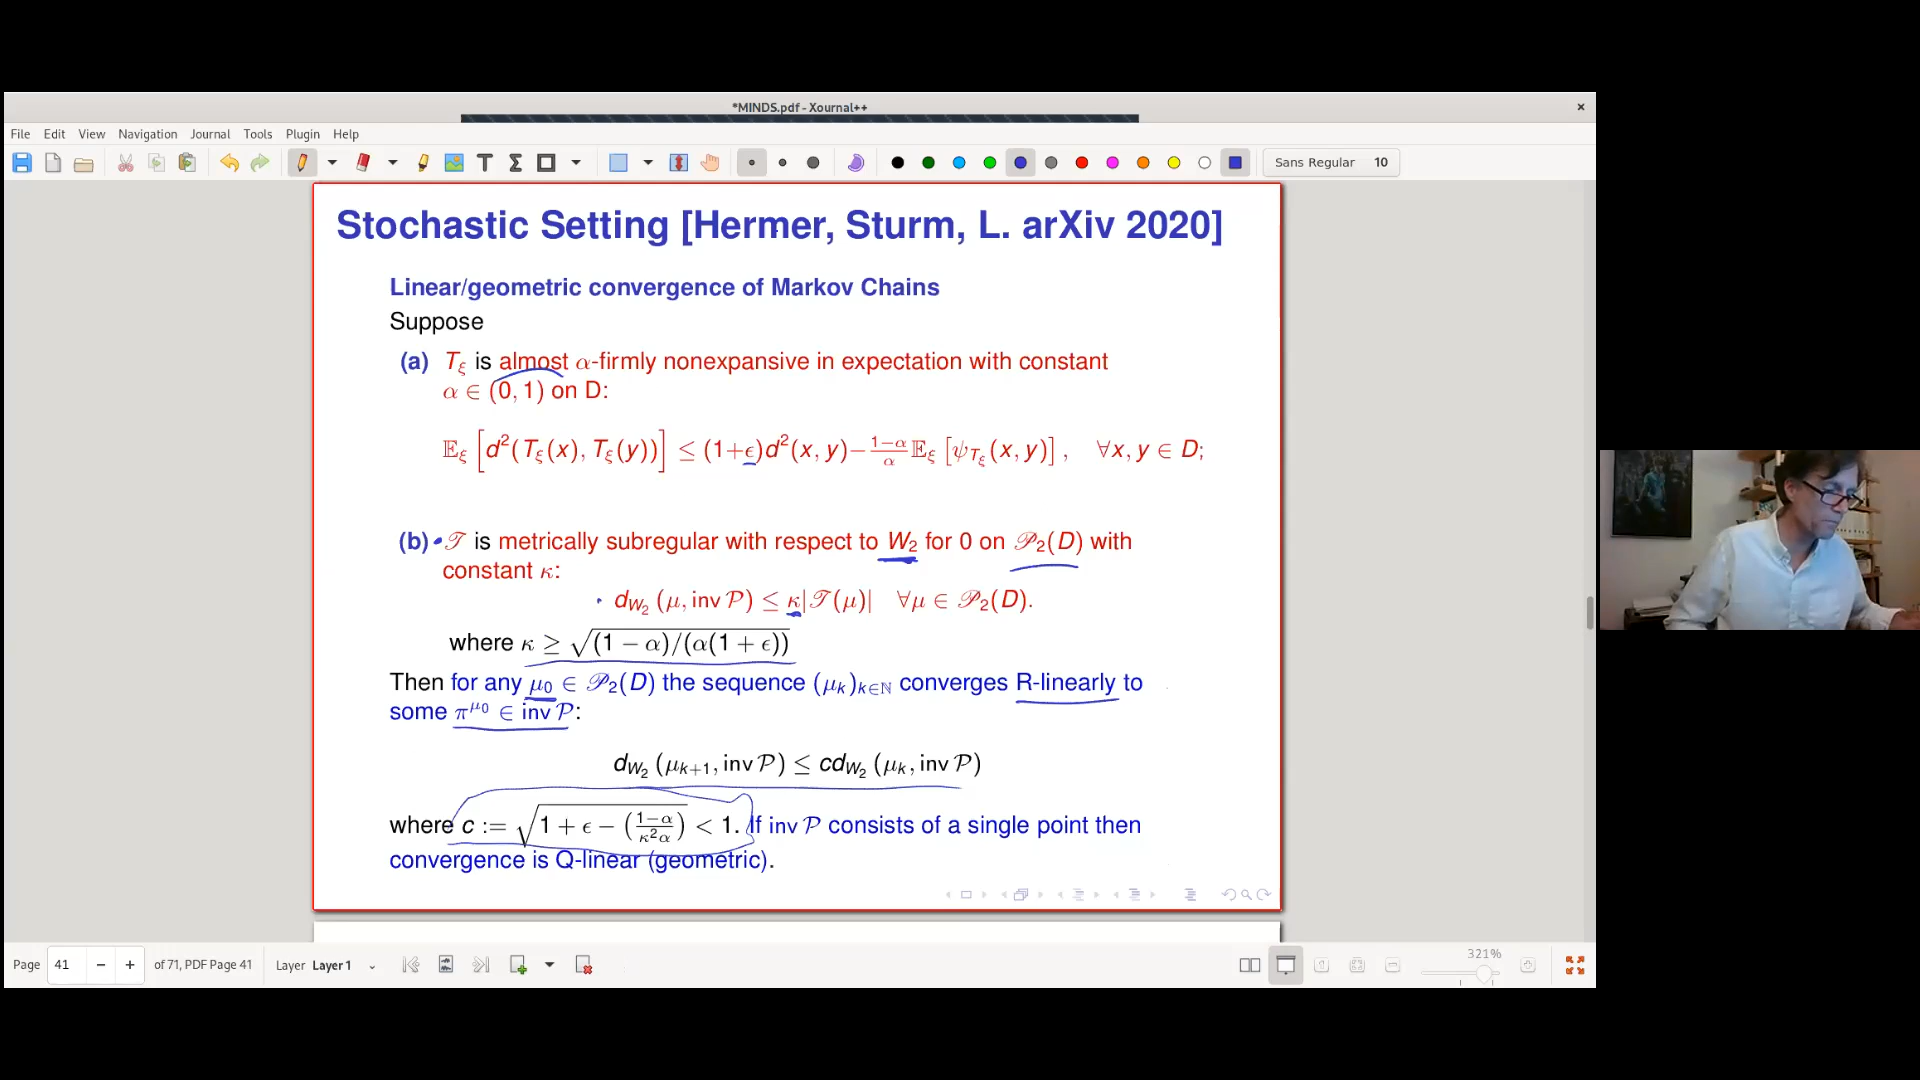 *MINDS.pdf - Xournal++
×
File Edit View Navigation Journal Tools Plugin Help
Sans Regular 10
Stochastic Setting [Hermer, Sturm, L. arXiv 2020]
Linear/geometric convergence of Markov Chains
Suppose
(a) T_ξ is almost α-firmly nonexpansive in expectation with constant
α ∈ (0, 1) on D:
𝔼_ξ [d²(T_ξ(x), T_ξ(y))] ≤ (1+ϵ)d²(x, y) − (1−α)/α 𝔼_ξ [ψ_{T_ξ}(x, y)], ∀x, y ∈ D;
(b) 𝒯 is metrically subregular with respect to W₂ for 0 on 𝒫₂(D) with
constant κ:
d_{W₂}(μ, inv 𝒫) ≤ κ|𝒯(μ)| ∀μ ∈ 𝒫₂(D).
where κ ≥ √((1 − α)/(α(1 + ϵ)))
Then for any μ₀ ∈ 𝒫₂(D) the sequence (μ_k)_{k∈ℕ} converges R-linearly to
some π^{μ₀} ∈ inv 𝒫:
d_{W₂}(μ_{k+1}, inv 𝒫) ≤ cd_{W₂}(μ_k, inv 𝒫)
where c := √(1 + ϵ − ((1−α)/(κ²α))) < 1. If inv 𝒫 consists of a single point then
convergence is Q-linear (geometric).
Page 41 − + of 71, PDF Page 41 Layer Layer 1 321%